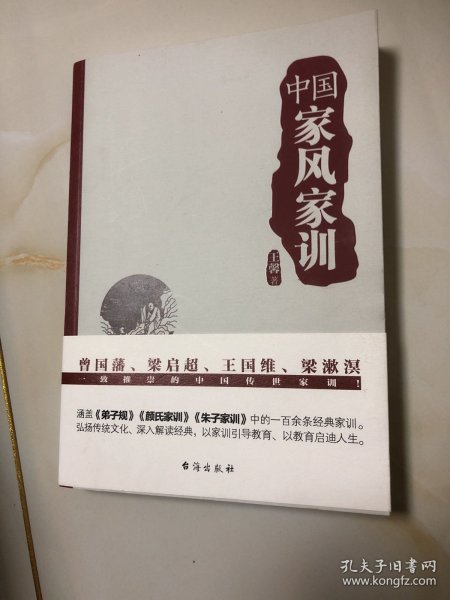 中国
家风家训
王馨 著
曾国藩、梁启超、王国维、梁漱溟
一致推崇的中国传世家训！
涵盖《弟子规》《颜氏家训》《朱子家训》中的一百余条经典家训。
弘扬传统文化、深入解读经典，以家训引导教育、以教育启迪人生。
台海出版社
孔夫子旧书网
www.kongfz.com